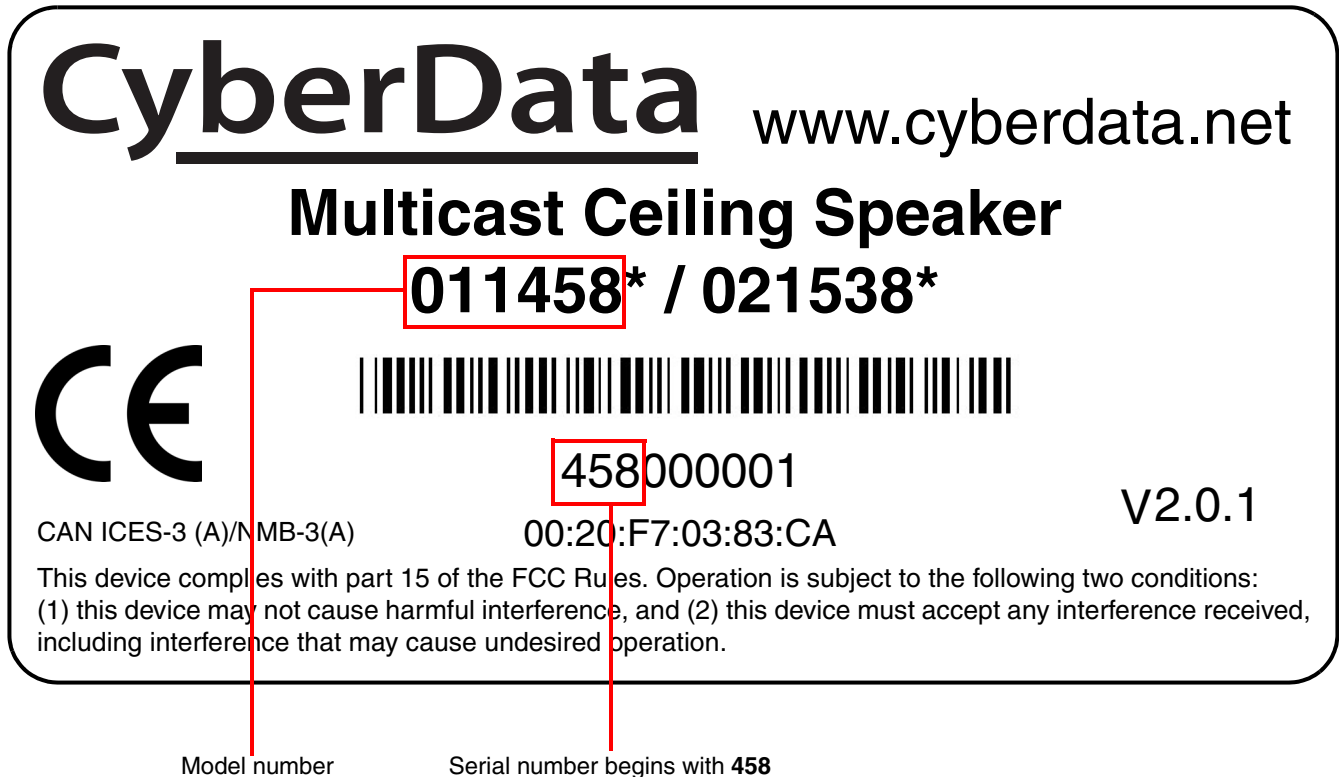 CyberData www.cyberdata.net
Multicast Ceiling Speaker
011458* / 021538*
CE
458000001
V2.0.1
CAN ICES-3 (A)/NMB-3(A) 00:20:F7:03:83:CA
This device complies with part 15 of the FCC Rules. Operation is subject to the following two conditions:
(1) this device may not cause harmful interference, and (2) this device must accept any interference received,
including interference that may cause undesired operation.
Model number Serial number begins with 458